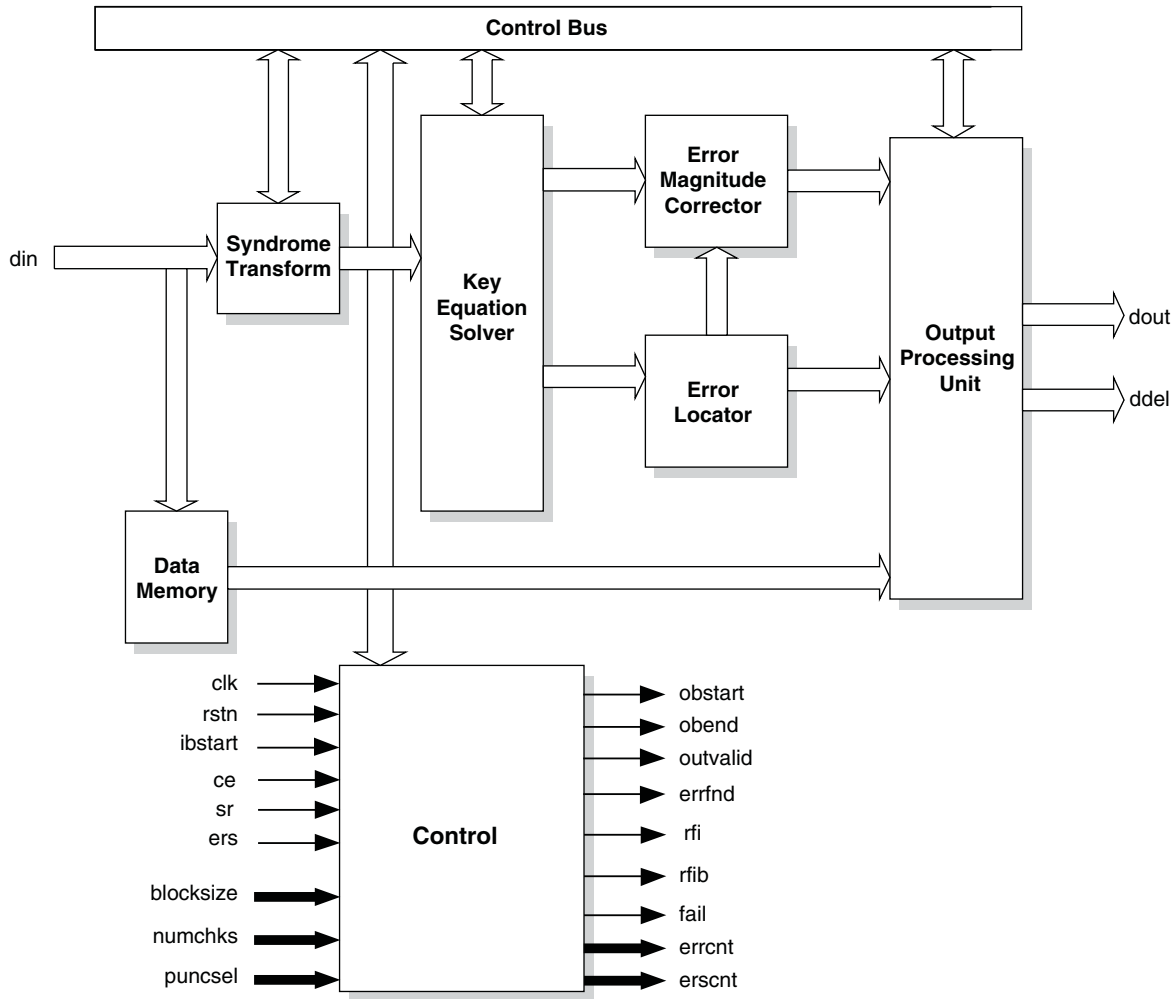 Control Bus
din
Syndrome
Transform
Key
Equation
Solver
Error
Magnitude
Corrector
Error
Locator
Output
Processing
Unit
dout
ddel
Data
Memory
clk
rstn
ibstart
ce
sr
ers
blocksize
numchks
puncsel
Control
obstart
obend
outvalid
errfnd
rfi
rfib
fail
errcnt
erscnt